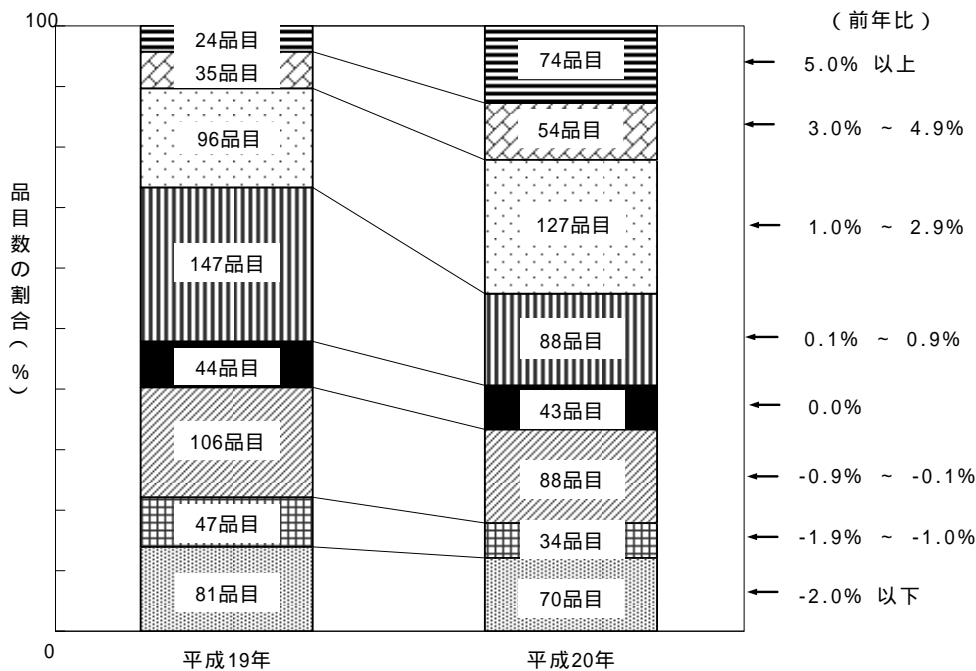 100
(前年比)
24品目
35品目
96品目
147品目
44品目
106品目
47品目
81品目
74品目
54品目
127品目
88品目
43品目
88品目
34品目
70品目
← 5.0% 以上
← 3.0% ~ 4.9%
← 1.0% ~ 2.9%
← 0.1% ~ 0.9%
← 0.0%
← -0.9% ~ -0.1%
← -1.9% ~ -1.0%
← -2.0% 以下
品目数の割合(%)
0
平成19年
平成20年